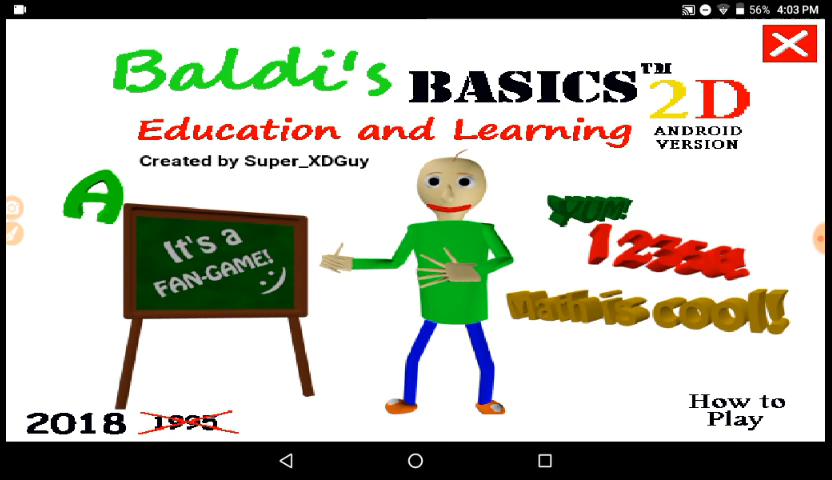 56% 4:03 PM
Baldi's BASICS™ 2D
Education and Learning
ANDROID
VERSION
Created by Super_XDGuy
A
It's a
FAN-GAME!
YUM!
Math is cool!
How to
Play
2018 1995